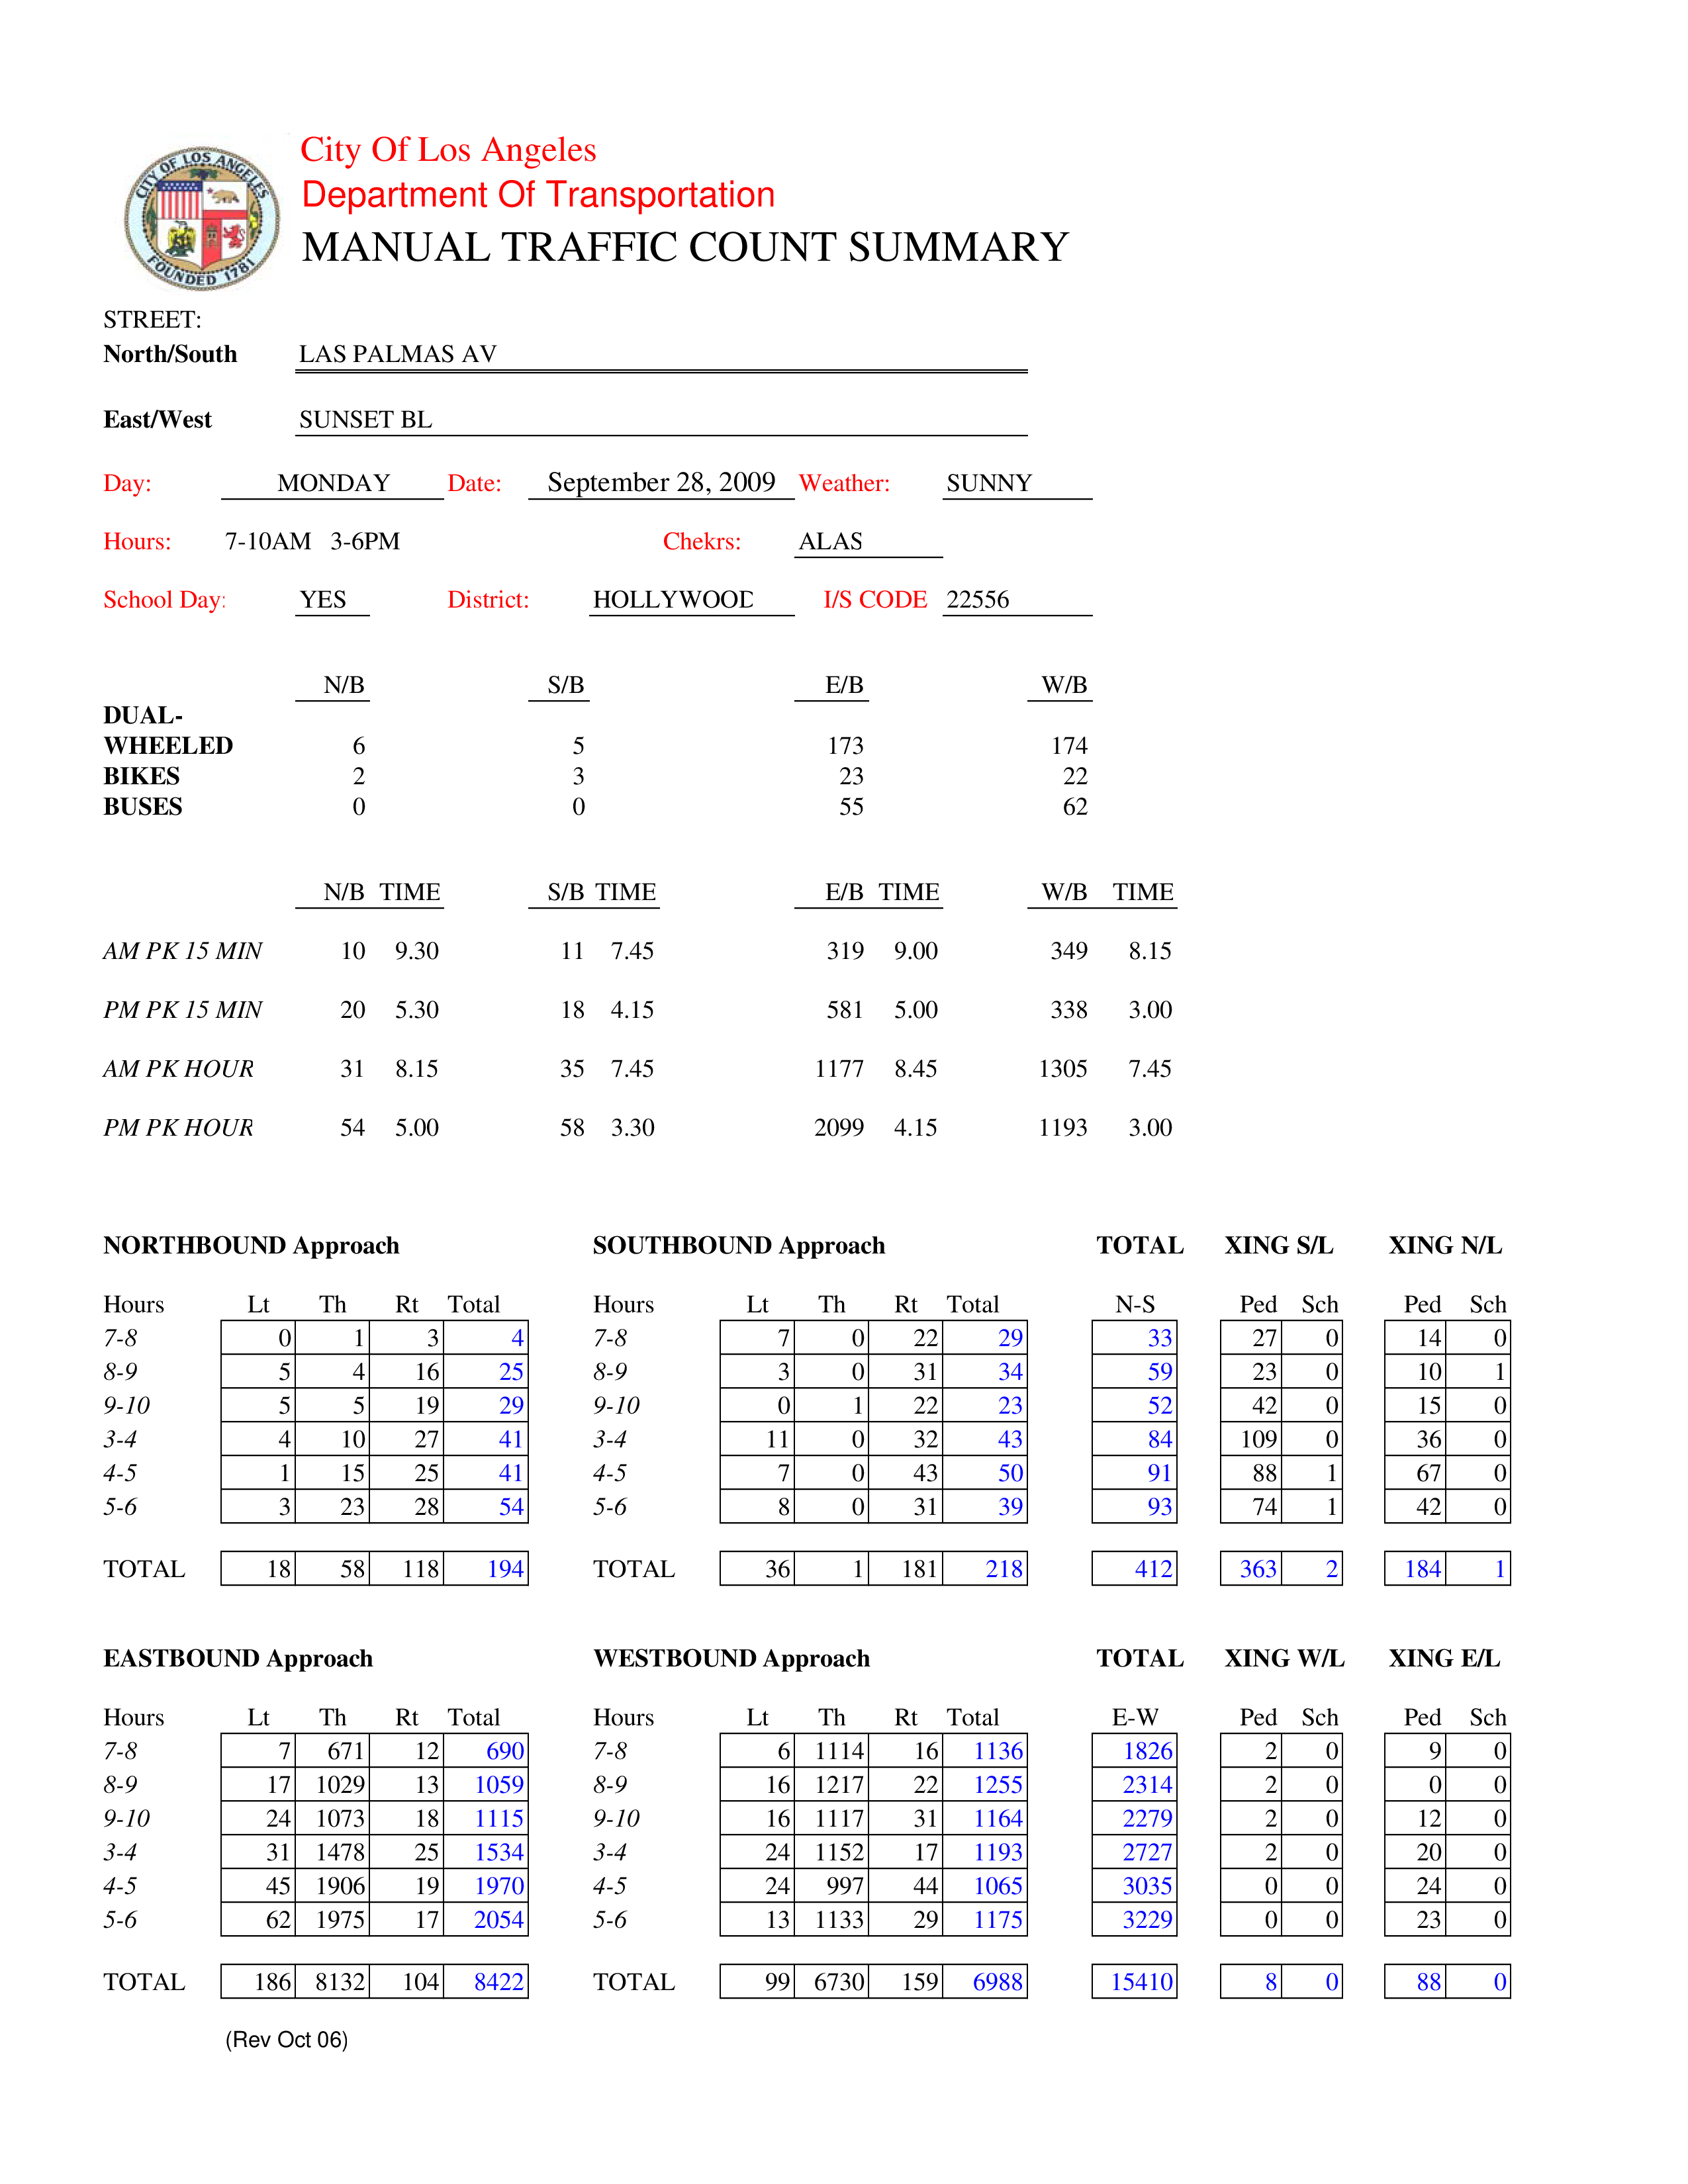 CITY OF LOS ANGELES
FOUNDED 1781
City Of Los Angeles
Department Of Transportation
MANUAL TRAFFIC COUNT SUMMARY
STREET:
North/South LAS PALMAS AV
East/West SUNSET BL
Day: MONDAY Date: September 28, 2009 Weather: SUNNY
Hours: 7-10AM 3-6PM Chekrs: ALAS
School Day: YES District: HOLLYWOOD I/S CODE 22556
N/B S/B E/B W/B
DUAL-
WHEELED 6 5 173 174
BIKES 2 3 23 22
BUSES 0 0 55 62
N/B TIME S/B TIME E/B TIME W/B TIME
AM PK 15 MIN 10 9.30 11 7.45 319 9.00 349 8.15
PM PK 15 MIN 20 5.30 18 4.15 581 5.00 338 3.00
AM PK HOUR 31 8.15 35 7.45 1177 8.45 1305 7.45
PM PK HOUR 54 5.00 58 3.30 2099 4.15 1193 3.00
NORTHBOUND Approach SOUTHBOUND Approach TOTAL XING S/L XING N/L
Hours Lt Th Rt Total Hours Lt Th Rt Total N-S Ped Sch Ped Sch
7-8 0 1 3 4 7-8 7 0 22 29 33 27 0 14 0
8-9 5 4 16 25 8-9 3 0 31 34 59 23 0 10 1
9-10 5 5 19 29 9-10 0 1 22 23 52 42 0 15 0
3-4 4 10 27 41 3-4 11 0 32 43 84 109 0 36 0
4-5 1 15 25 41 4-5 7 0 43 50 91 88 1 67 0
5-6 3 23 28 54 5-6 8 0 31 39 93 74 1 42 0
TOTAL 18 58 118 194 TOTAL 36 1 181 218 412 363 2 184 1
EASTBOUND Approach WESTBOUND Approach TOTAL XING W/L XING E/L
Hours Lt Th Rt Total Hours Lt Th Rt Total E-W Ped Sch Ped Sch
7-8 7 671 12 690 7-8 6 1114 16 1136 1826 2 0 9 0
8-9 17 1029 13 1059 8-9 16 1217 22 1255 2314 2 0 0 0
9-10 24 1073 18 1115 9-10 16 1117 31 1164 2279 2 0 12 0
3-4 31 1478 25 1534 3-4 24 1152 17 1193 2727 2 0 20 0
4-5 45 1906 19 1970 4-5 24 997 44 1065 3035 0 0 24 0
5-6 62 1975 17 2054 5-6 13 1133 29 1175 3229 0 0 23 0
TOTAL 186 8132 104 8422 TOTAL 99 6730 159 6988 15410 8 0 88 0
(Rev Oct 06)